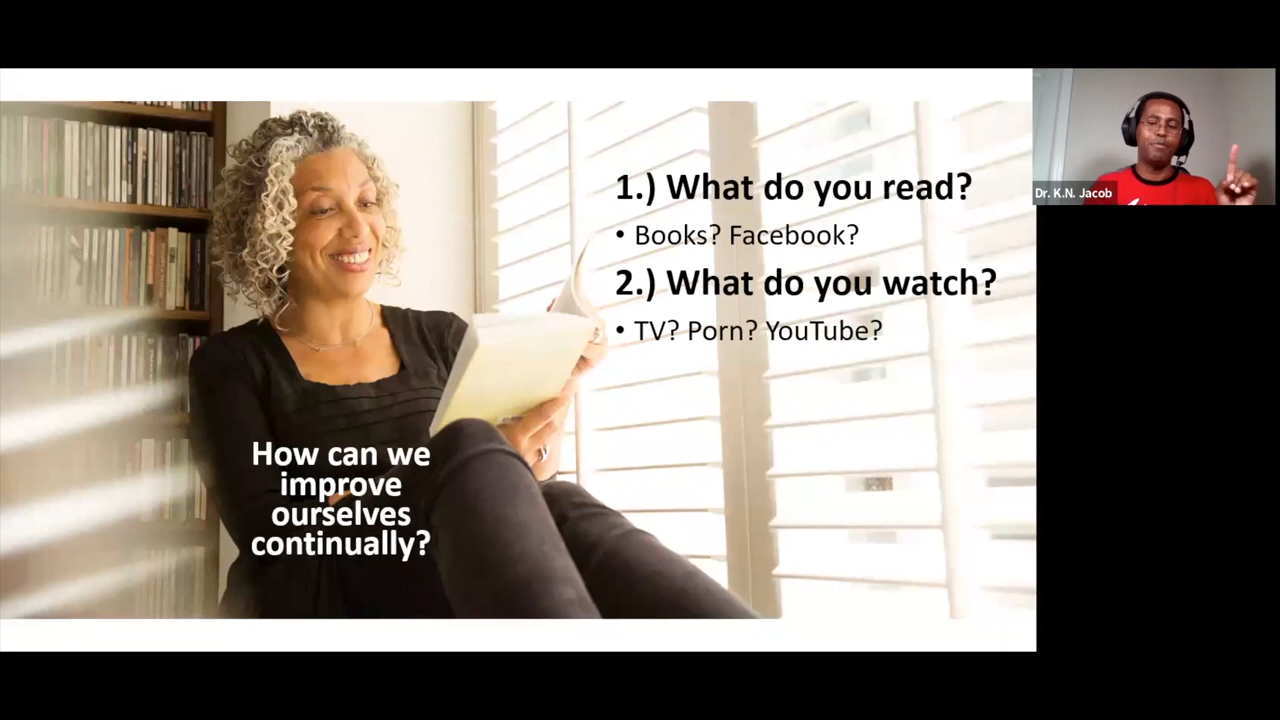 1.) What do you read?
• Books? Facebook?
2.) What do you watch?
• TV? Porn? YouTube?
How can we
improve
ourselves
continually?
Dr. K.N. Jacob